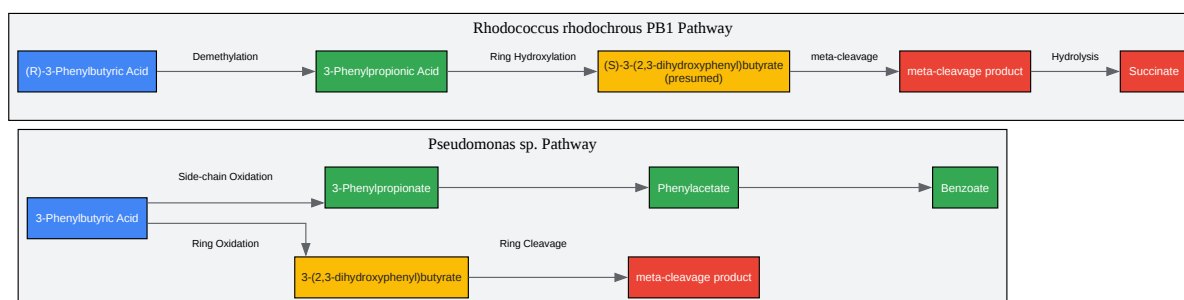 Rhodococcus rhodochrous PB1 Pathway
(R)-3-Phenylbutyric Acid
Demethylation
3-Phenylpropionic Acid
Ring Hydroxylation
(S)-3-(2,3-dihydroxyphenyl)butyrate
(presumed)
meta-cleavage
meta-cleavage product
Hydrolysis
Succinate
Pseudomonas sp. Pathway
3-Phenylbutyric Acid
Side-chain Oxidation
3-Phenylpropionate
Phenylacetate
Benzoate
Ring Oxidation
3-(2,3-dihydroxyphenyl)butyrate
Ring Cleavage
meta-cleavage product